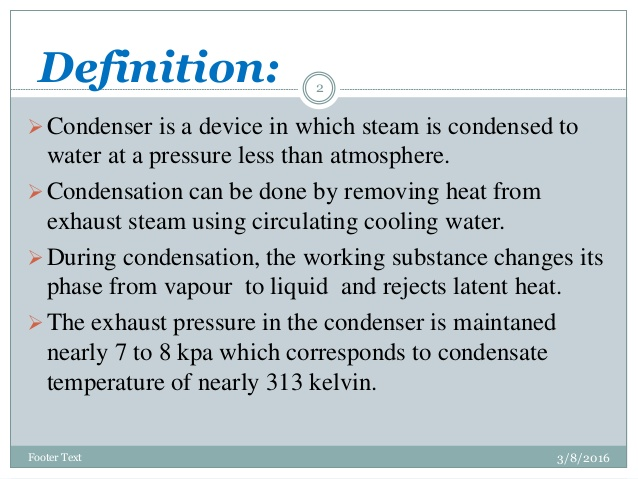 Definition:
2
➢Condenser is a device in which steam is condensed to
water at a pressure less than atmosphere.
➢Condensation can be done by removing heat from
exhaust steam using circulating cooling water.
➢During condensation, the working substance changes its
phase from vapour  to liquid  and rejects latent heat.
➢The exhaust pressure in the condenser is maintaned
nearly 7 to 8 kpa which corresponds to condensate
temperature of nearly 313 kelvin.
Footer Text
3/8/2016